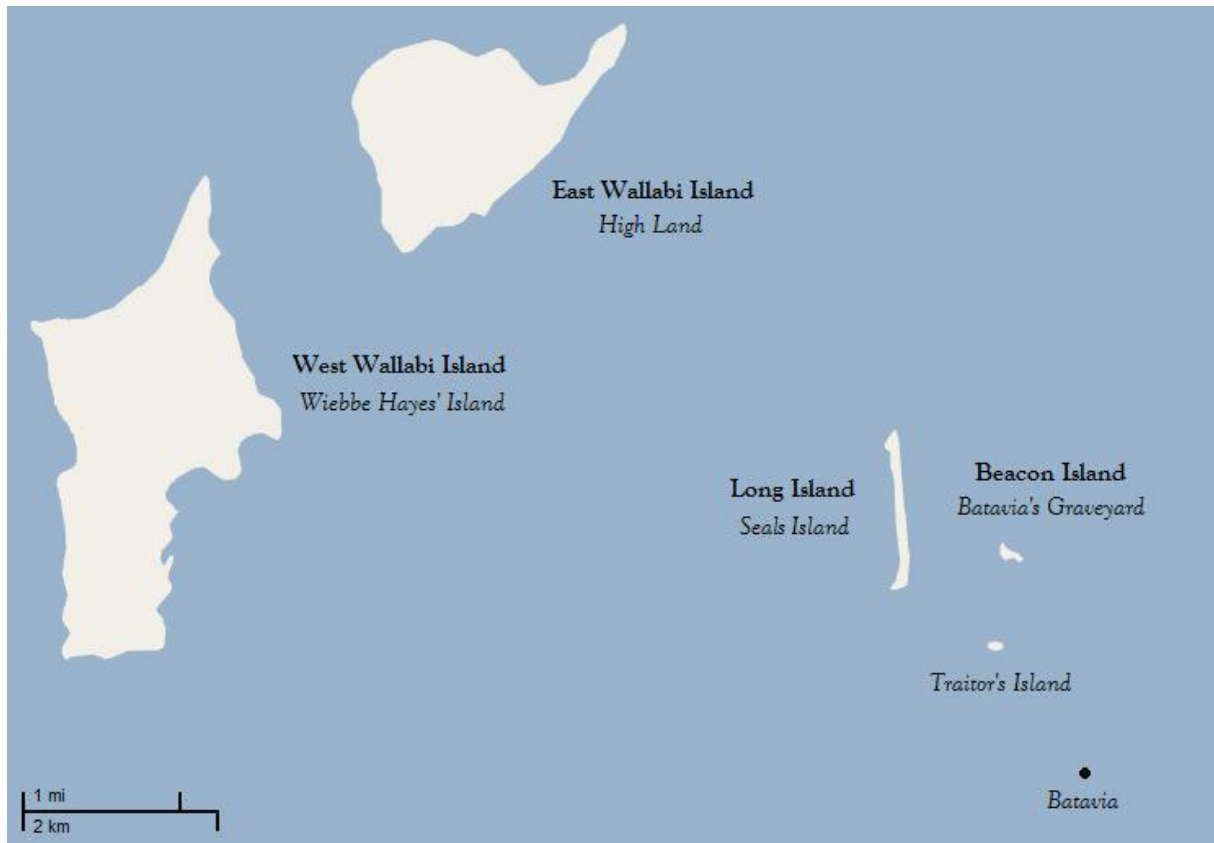 East Wallabi Island
High Land
West Wallabi Island
Wiebbe Hayes' Island
Long Island
Seals Island
Beacon Island
Batavia's Graveyard
Traitor's Island
Batavia
1 mi
2 km